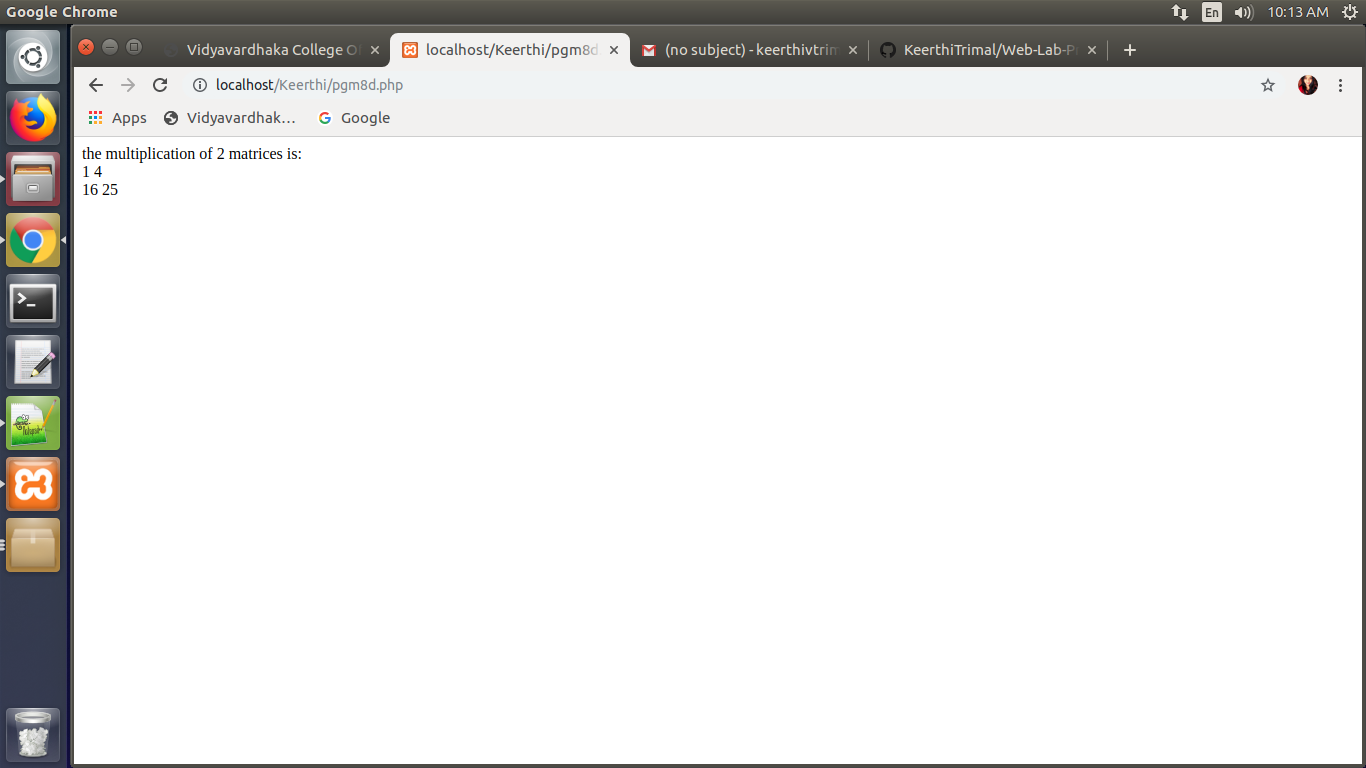 Google Chrome
En
10:13 AM
Vidyavardhaka College O
localhost/Keerthi/pgm8d
(no subject) - keerthivtrim
KeerthiTrimal/Web-Lab-Pr
localhost/Keerthi/pgm8d.php
Apps
Vidyavardhak...
Google
the multiplication of 2 matrices is:
1 4
16 25